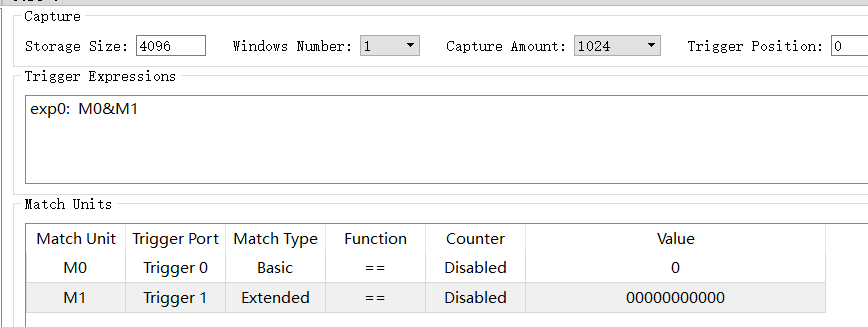 Capture
Storage Size: 4096 Windows Number: 1 Capture Amount: 1024 Trigger Position: 0
Trigger Expressions
exp0: M0&M1
Match Units
Match Unit Trigger Port Match Type Function Counter Value
M0 Trigger 0 Basic == Disabled 0
M1 Trigger 1 Extended == Disabled 00000000000